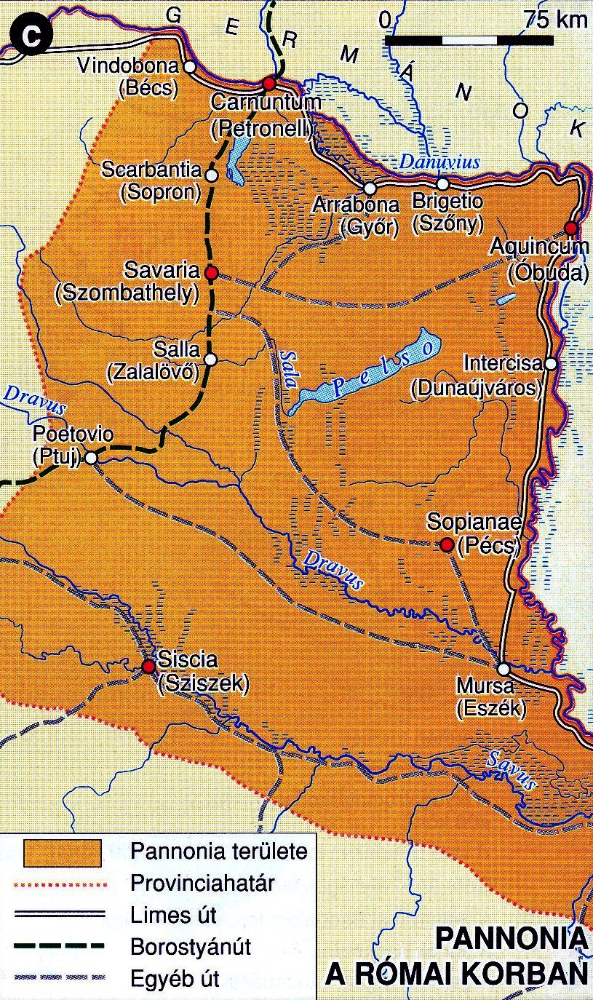 C
0 75 km
G E R M Á N O K
Vindobona
(Bécs)
Carnuntum
(Petronell)
Scarbantia
(Sopron)
Danuvius
Arrabona
(Győr)
Brigetio
(Szőny)
Aquincum
(Óbuda)
Savaria
(Szombathely)
Salla
(Zalalövő)
Sala
Pelso
Intercisa
(Dunaújváros)
Dravus
Poetovio
(Ptuj)
Sopianae
(Pécs)
Dravus
Siscia
(Sziszek)
Mursa
(Eszék)
Savus
Pannonia területe
Provinciahatár
Limes út
Borostyánút
Egyéb út
PANNONIA
A RÓMAI KORBAN